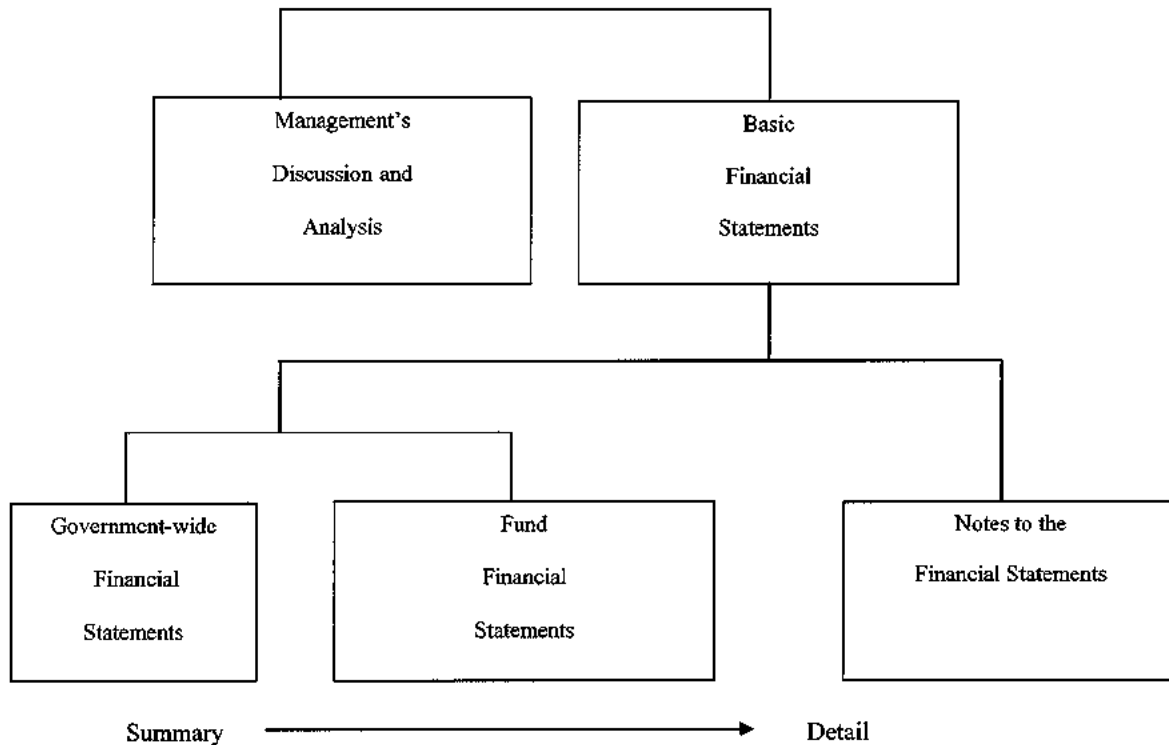 Management's
Discussion and
Analysis
Basic
Financial
Statements
Government-wide
Financial
Statements
Fund
Financial
Statements
Notes to the
Financial Statements
Summary
Detail